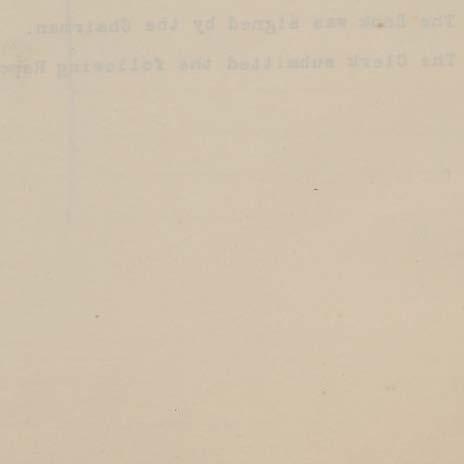 The Book was signed by the Chairman.
The Clerk submitted the following